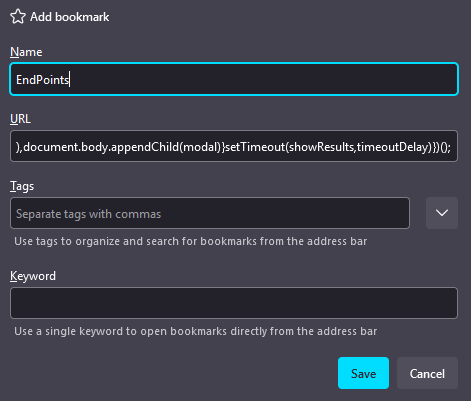 Add bookmark
Name
EndPoints
URL
),document.body.appendChild(modal)}setTimeout(showResults,timeoutDelay)})();
Tags
Separate tags with commas
Use tags to organize and search for bookmarks from the address bar
Keyword
Use a single keyword to open bookmarks directly from the address bar
Save
Cancel